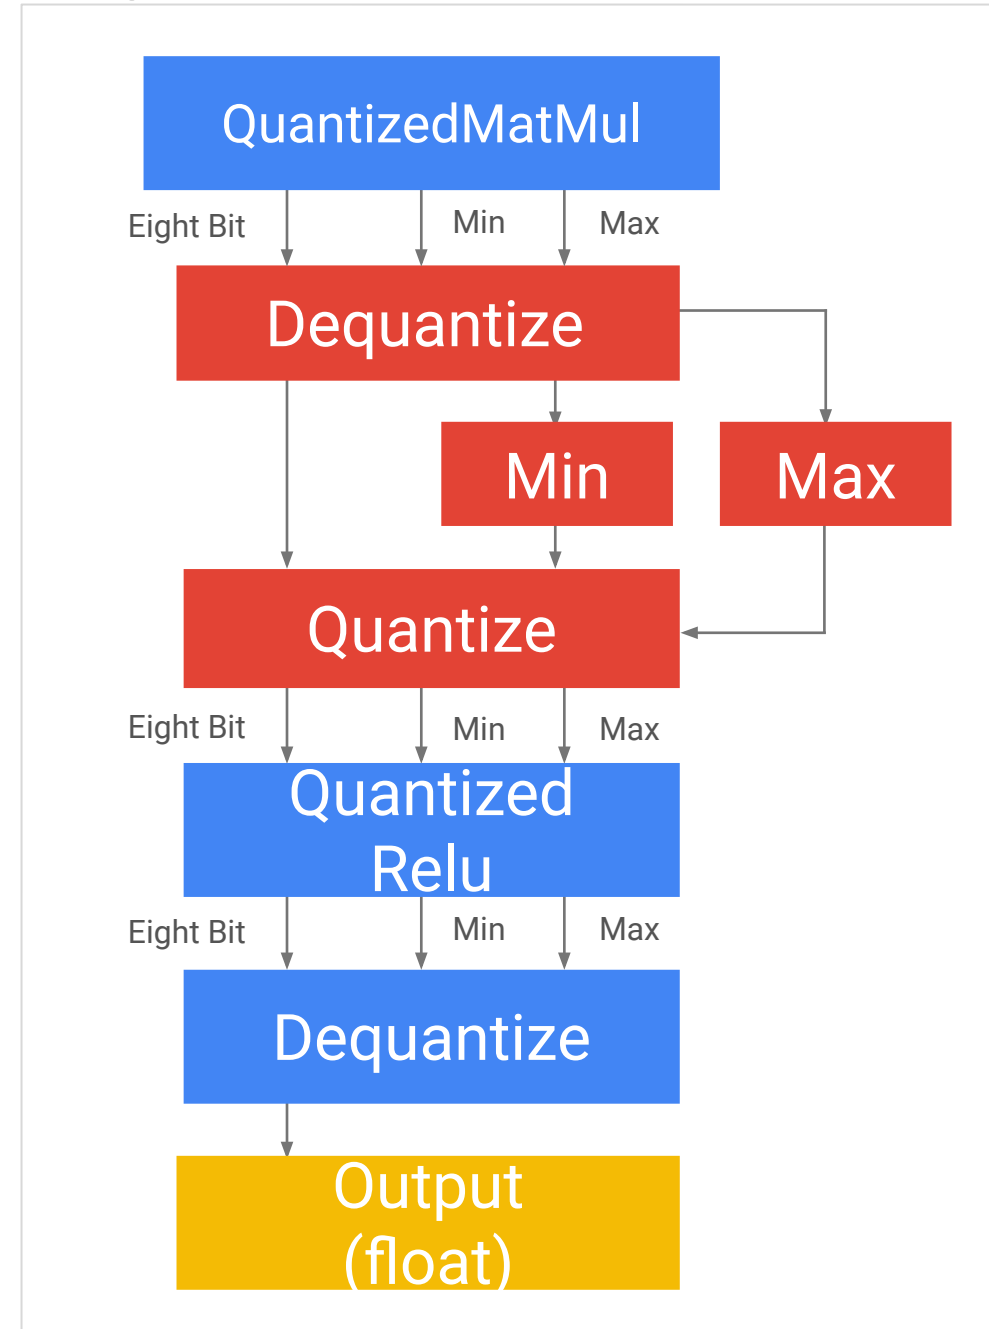 QuantizedMatMul
Eight Bit Min Max
Dequantize
Min Max
Quantize
Eight Bit Min Max
Quantized
Relu
Eight Bit Min Max
Dequantize
Output
(float)